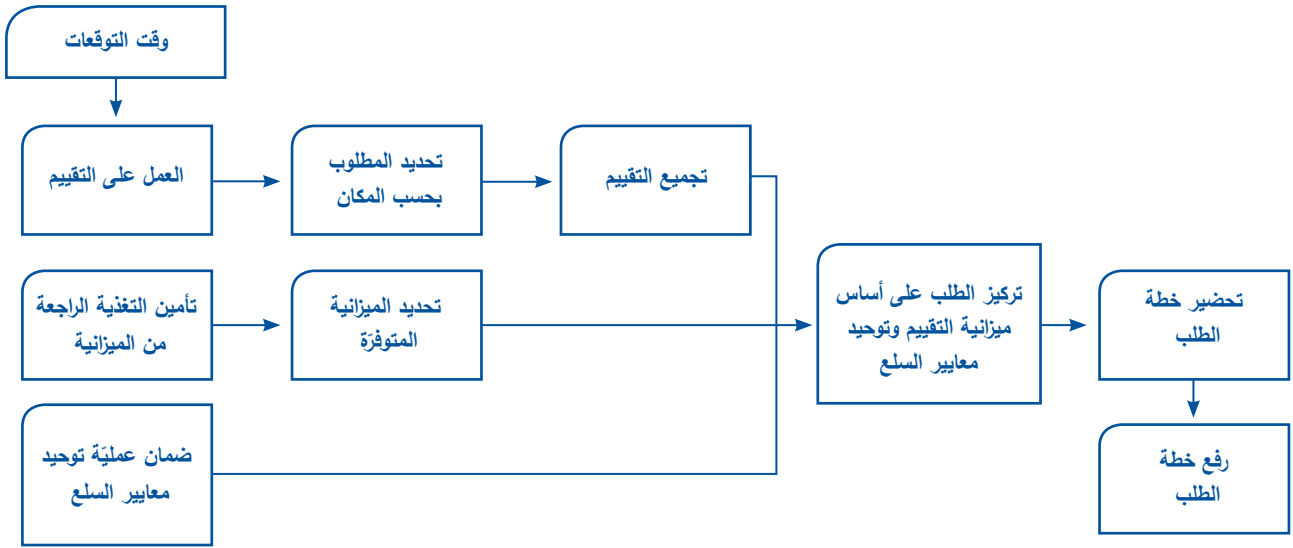 وقت التوقعات
العمل على التقييم
تحديد المطلوب
بحسب المكان
تجميع التقييم
تأمين التغذية الراجعة
من الميزانية
تحديد الميزانية
المتوفرّة
ضمان عمليّة توحيد
معايير السلع
تركيز الطلب على أساس
ميزانية التقييم وتوحيد
معايير السلع
تحضير خطة
الطلب
رفع خطة
الطلب